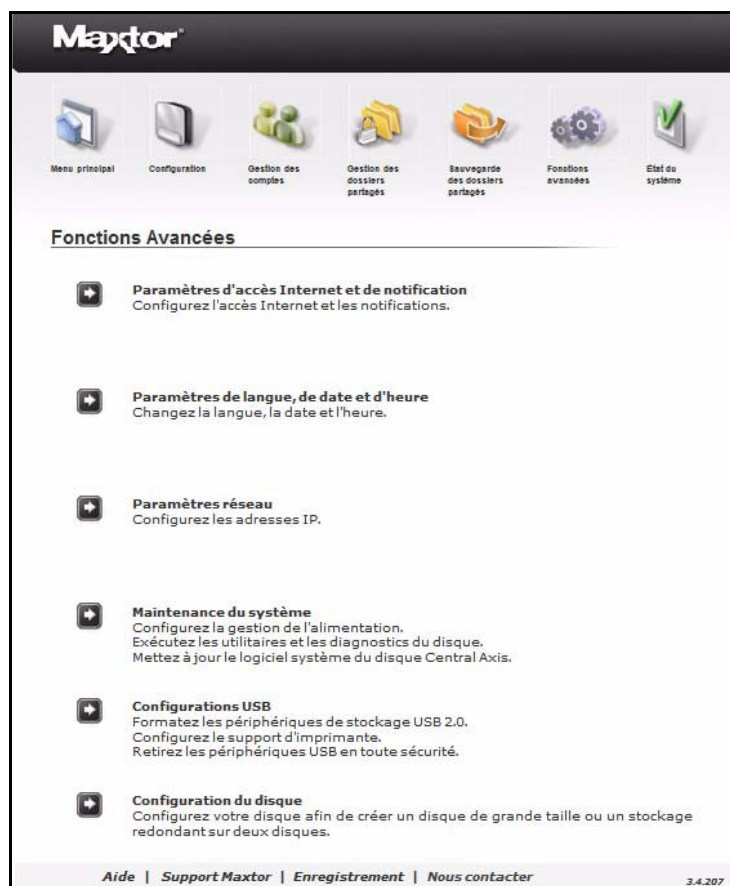 Maxtor
Menu principal
Configuration
Gestion des
comptes
Gestion des
dossiers
partagés
Sauvegarde
des dossiers
partagés
Fonctions
avancées
État du
système
Fonctions Avancées
Paramètres d'accès Internet et de notification
Configurez l'accès Internet et les notifications.
Paramètres de langue, de date et d'heure
Changez la langue, la date et l'heure.
Paramètres réseau
Configurez les adresses IP.
Maintenance du système
Configurez la gestion de l'alimentation.
Exécutez les utilitaires et les diagnostics du disque.
Mettez à jour le logiciel système du disque Central Axis.
Configurations USB
Formatez les périphériques de stockage USB 2.0.
Configurez le support d'imprimante.
Retirez les périphériques USB en toute sécurité.
Configuration du disque
Configurez votre disque afin de créer un disque de grande taille ou un stockage
redondant sur deux disques.
Aide | Support Maxtor | Enregistrement | Nous contacter
3.4.207